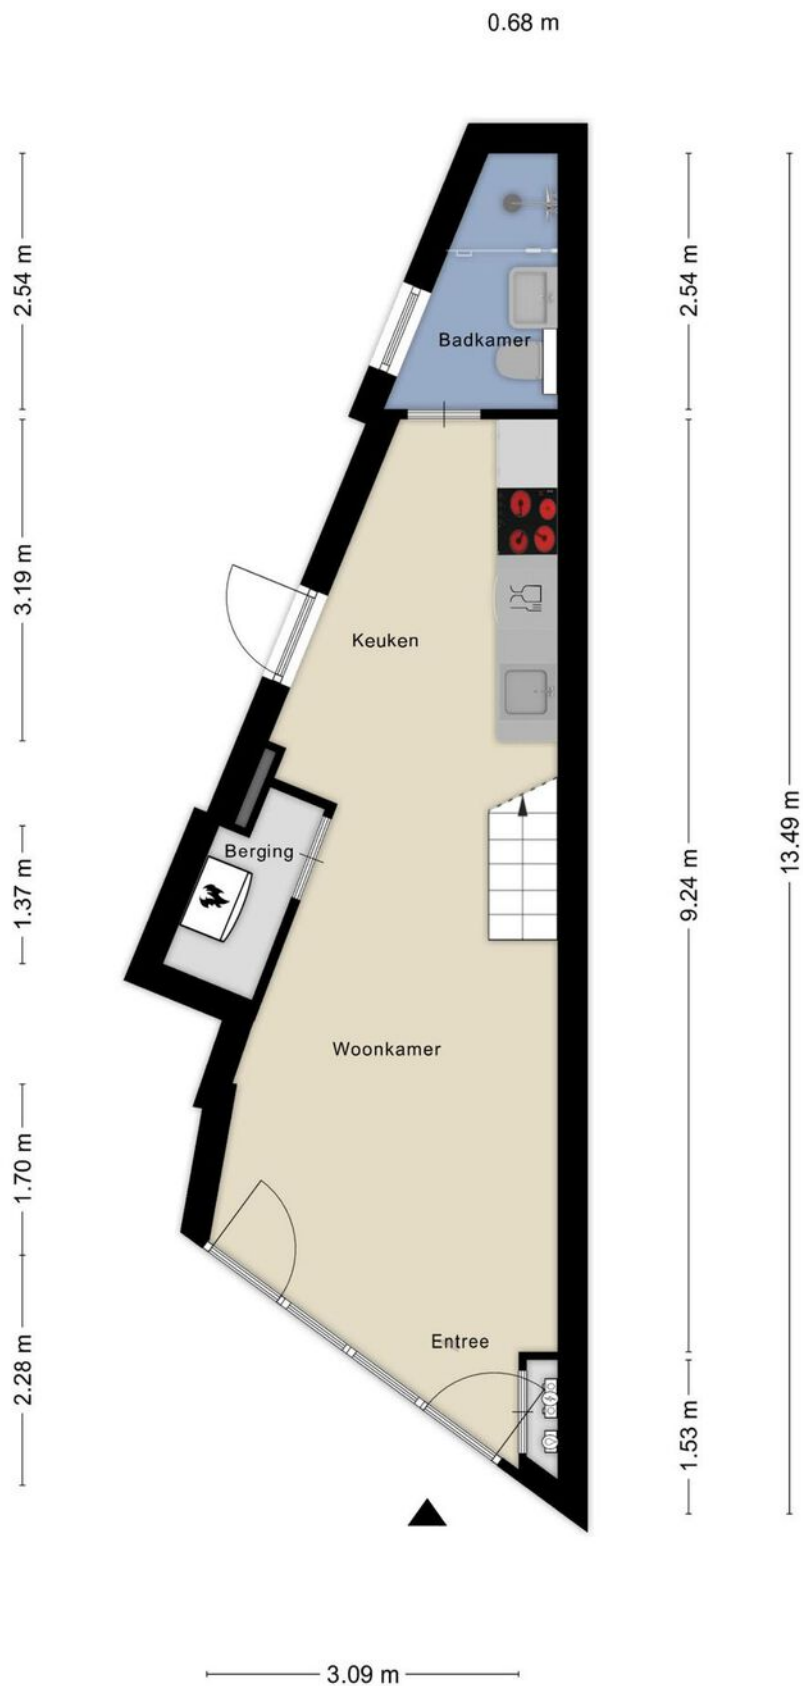 0.68 m
2.54 m
2.54 m
Badkamer
3.19 m
Keuken
13.49 m
Berging
1.37 m
9.24 m
Woonkamer
1.70 m
Entree
2.28 m
1.53 m
3.09 m